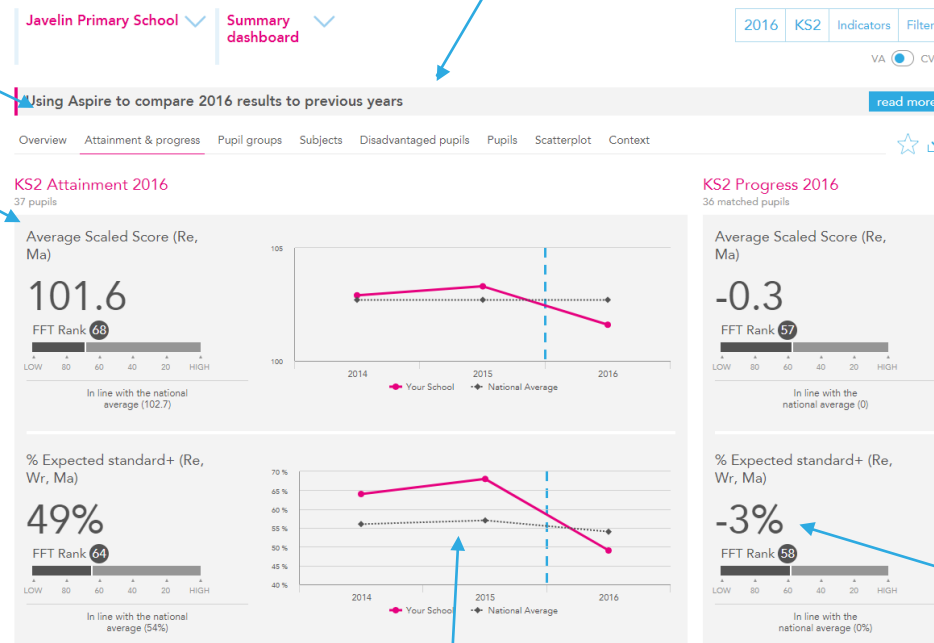 Javelin Primary School
Summary
dashboard
2016 KS2 Indicators Filter
VA CV
Using Aspire to compare 2016 results to previous years
read more
Overview Attainment & progress Pupil groups Subjects Disadvantaged pupils Pupils Scatterplot Context
KS2 Attainment 2016
37 pupils
Average Scaled Score (Re,
Ma)
101.6
FFT Rank 68
LOW 80 60 40 20 HIGH
In line with the national
average (102.7)
105
100
2014 2015 2016
Your School National Average
% Expected standard+ (Re,
Wr, Ma)
49%
FFT Rank 64
LOW 80 60 40 20 HIGH
In line with the national
average (54%)
70 %
65 %
60 %
55 %
50 %
45 %
40 %
2014 2015 2016
Your School National Average
KS2 Progress 2016
36 matched pupils
Average Scaled Score (Re,
Ma)
-0.3
FFT Rank 57
LOW 80 60 40 20 HIGH
In line with the
national average (0)
% Expected standard+ (Re,
Wr, Ma)
-3%
FFT Rank 58
LOW 80 60 40 20 HIGH
In line with the
national average (0%)